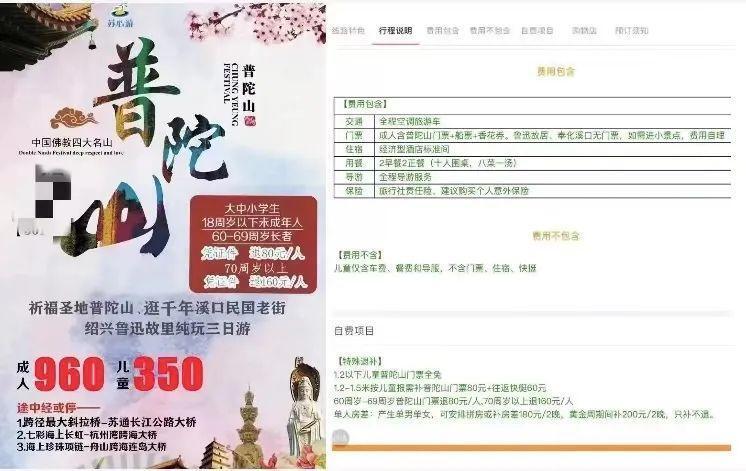 苏心游
普陀山
普陀山
CHUNG YEUNG
FESTIVAL
中国佛教四大名山
Double Ninth Festival deep respect and love
大中小学生
18周岁以下未成年人
60-69周岁长者
凭证件 退80元/人
70周岁以上
凭证件 退160元/人
祈福圣地普陀山、逛千年溪口民国老街
绍兴鲁迅故里纯玩三日游
成人960 儿童350
途中经或停——
1.跨径最大斜拉桥-苏通长江公路大桥
2.七彩海上长虹-杭州湾跨海大桥
3.海上珍珠项链-舟山跨海连岛大桥
线路特色 行程说明 费用包含 费用不包含 自费项目 购物店 预订须知
费用包含
【费用包含】
交通 全程空调旅游车
门票 成人含普陀山门票+船票+香花券。鲁迅故居、奉化溪口无门票，如需进小景点，费用自理
住宿 经济型酒店标准间
用餐 2早餐2正餐（十人围桌，八菜一汤）
导游 全程导游服务
保险 旅行社责任险、建议购买个人意外保险
费用不包含
【费用不含】
儿童仅含车费、餐费和导服，不含门票、住宿、快艇
自费项目
【特殊退补】
1.2以下儿童普陀山门票全免
1.2-1.5米按儿童报需补普陀山门票80元+往返快艇60元
60周岁-69周岁普陀山门票退80元/人,70周岁以上退160元/人
单人房差：产生单男单女，可安排拼房或补房差180元/2晚，黄金周期间补200元/2晚，只补不退。